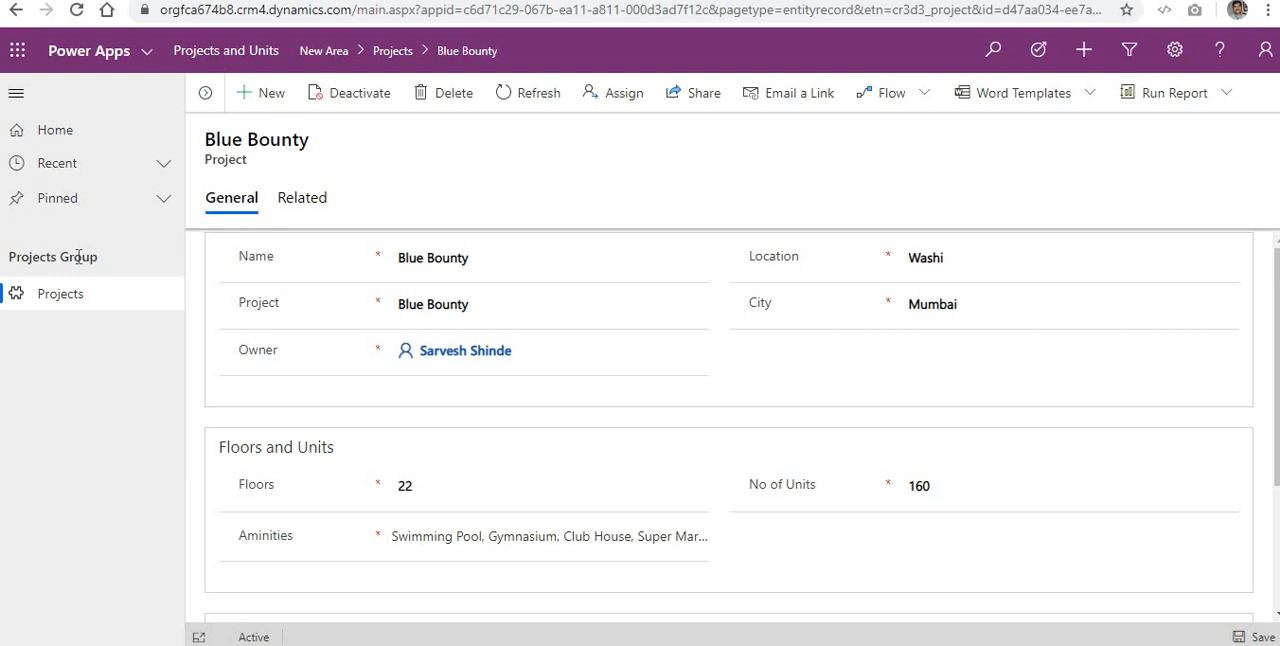 orgfca674b8.crm4.dynamics.com/main.aspx?appid=c6d71c29-067b-ea11-a811-000d3ad7f12c&pagetype=entityrecord&etn=cr3d3_project&id=d47aa034-ee7a...
Power Apps Projects and Units New Area > Projects > Blue Bounty
New Deactivate Delete Refresh Assign Share Email a Link Flow Word Templates Run Report
Home
Recent
Pinned
Projects Group
Projects
Blue Bounty
Project
General Related
Name * Blue Bounty Location * Washi
Project * Blue Bounty City * Mumbai
Owner * Sarvesh Shinde
Floors and Units
Floors * 22 No of Units * 160
Aminities * Swimming Pool, Gymnasium, Club House, Super Mar...
Active Save